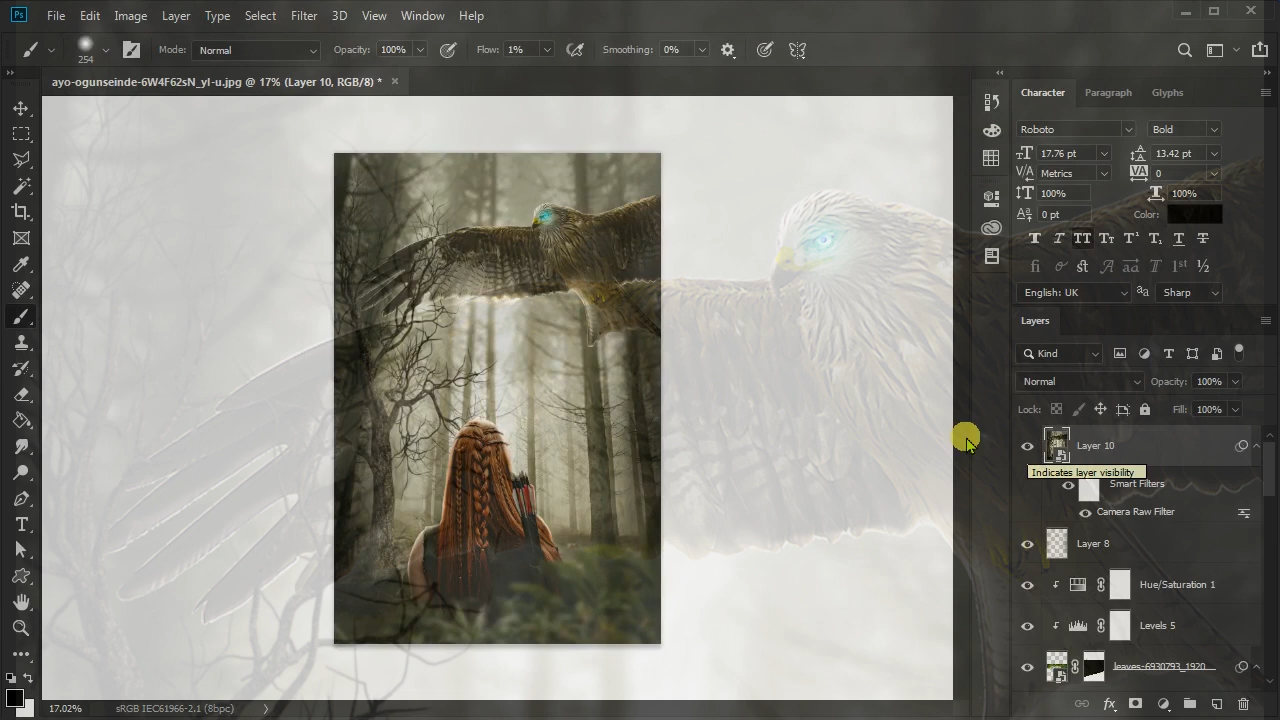 Ps File Edit Image Layer Type Select Filter 3D View Window Help
254 Mode: Normal Opacity: 100% Flow: 1% Smoothing: 0%
ayo-ogunseinde-6W4F62sN_yI-u.jpg @ 17% (Layer 10, RGB/8) *
Character Paragraph Glyphs
Roboto Bold
17.76 pt 13.42 pt
Metrics 0
100% 100%
0 pt Color:
English: UK Sharp
Layers
Kind
Normal Opacity: 100%
Lock: Fill: 100%
Layer 10
Indicates layer visibility
Smart Filters
Camera Raw Filter
Layer 8
Hue/Saturation 1
Levels 5
leaves-6930793_1920
17.02% sRGB IEC61966-2.1 (8bpc)